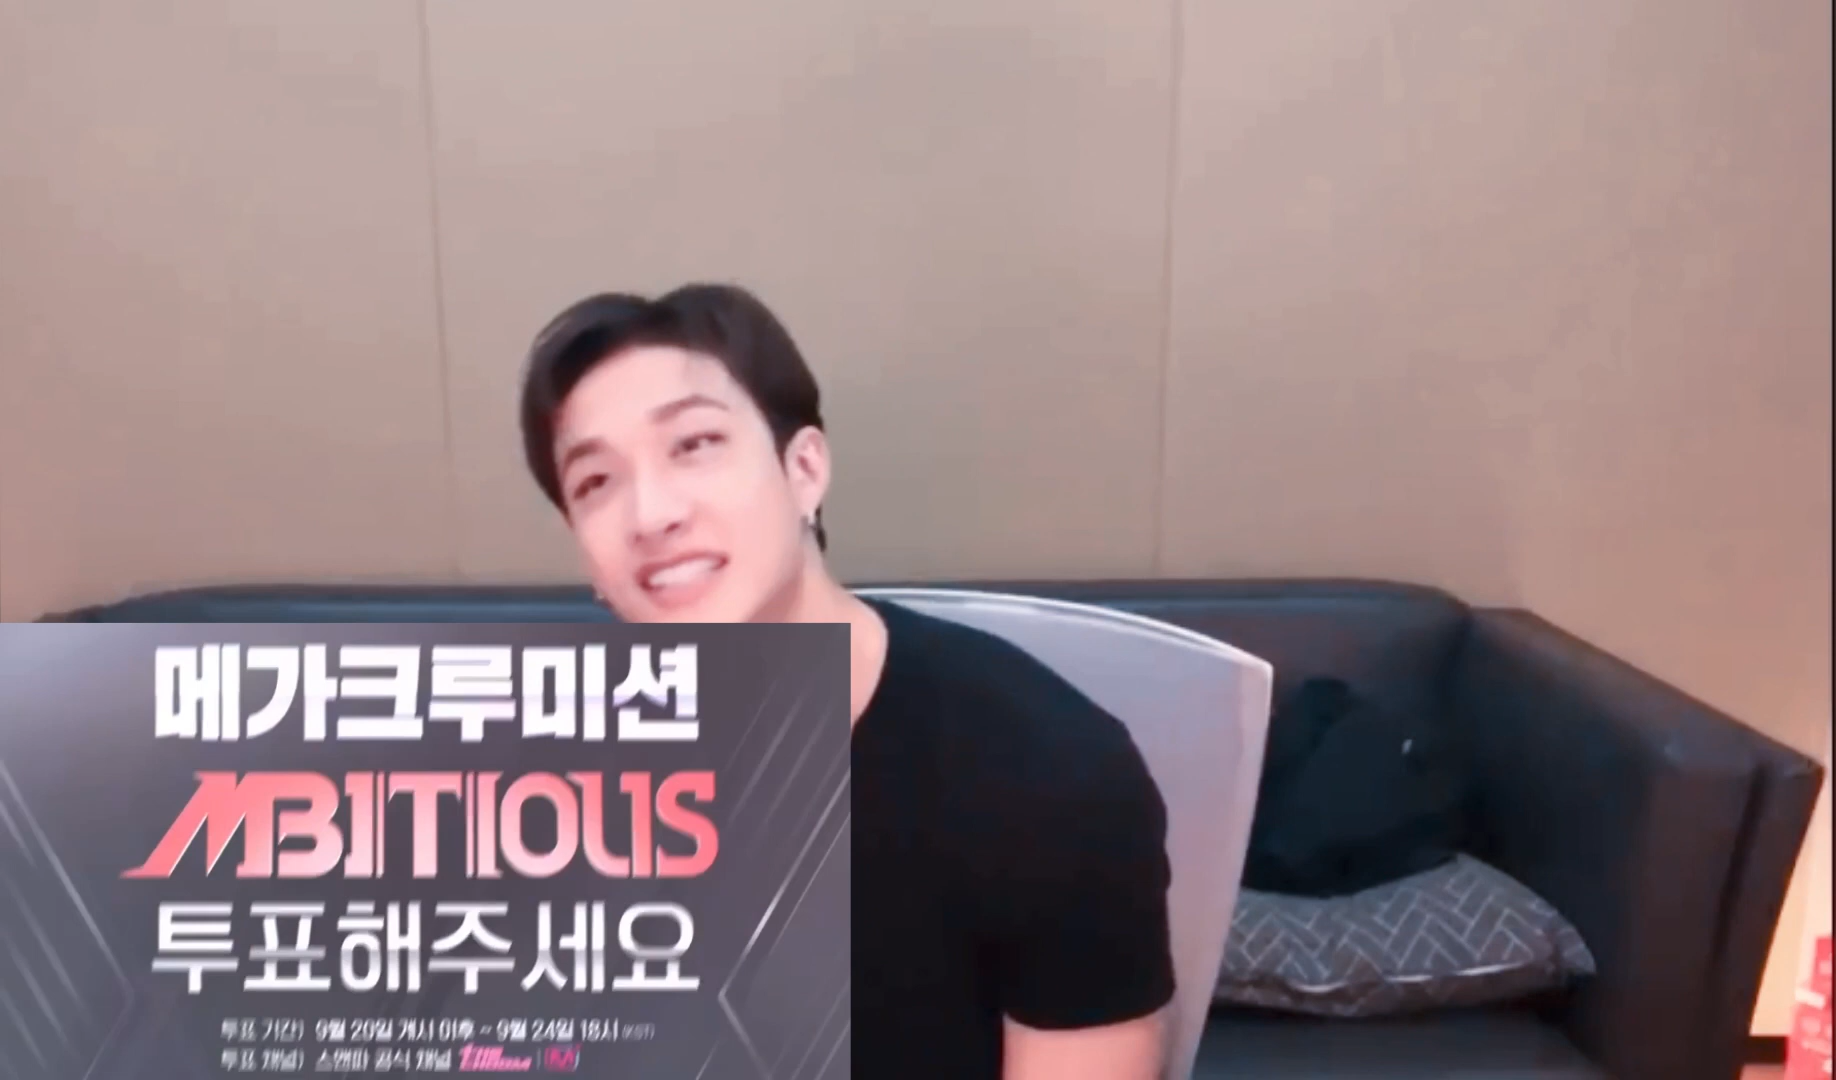 메가크루미션
MBITIOUS
투표해주세요
투표 기간) 9월 20일 게시 이후 ~ 9월 24일 18시 (KST)
투표 채널) 스맨파 공식 채널